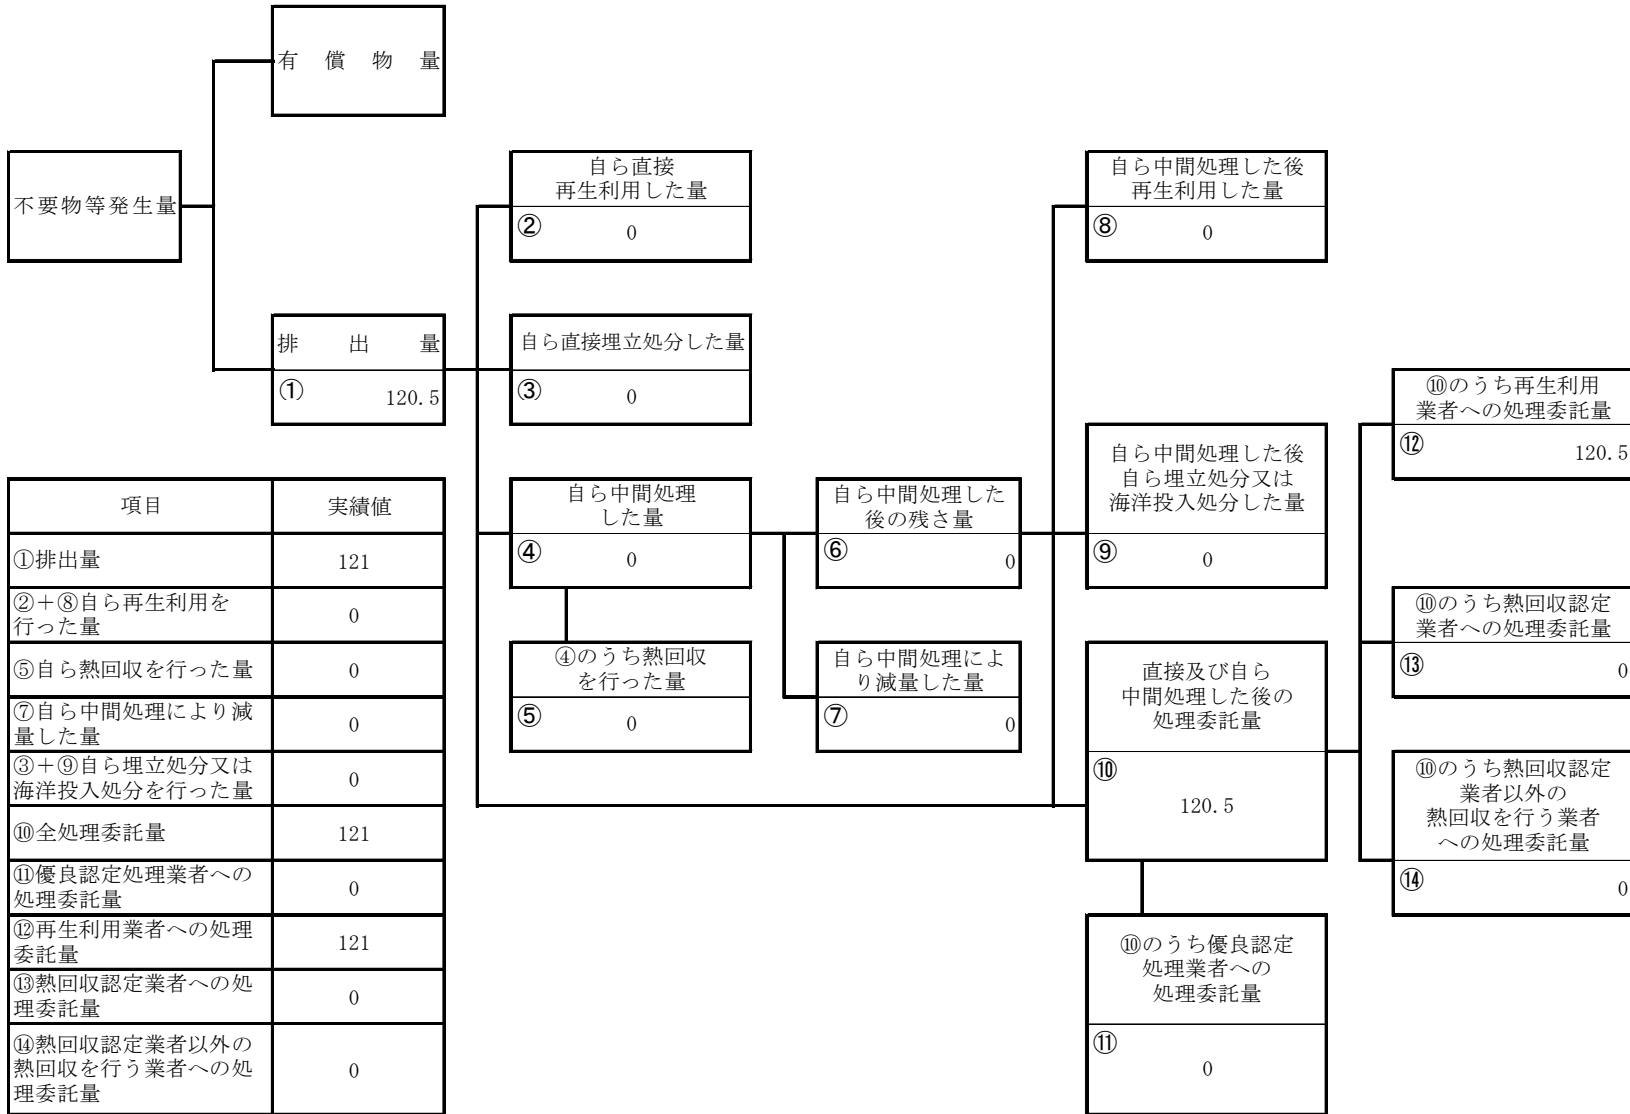 有償物量
不要物等発生量
排出量
① 120.5
自ら直接
再生利用した量
② 0
自ら直接埋立処分した量
③ 0
自ら中間処理
した量
④ 0
④のうち熱回収
を行った量
⑤ 0
自ら中間処理した
後の残さ量
⑥ 0
自ら中間処理によ
り減量した量
⑦ 0
自ら中間処理した後
再生利用した量
⑧ 0
自ら中間処理した後
自ら埋立処分又は
海洋投入処分した量
⑨ 0
直接及び自ら
中間処理した後の
処理委託量
⑩
120.5
⑩のうち優良認定
処理業者への
処理委託量
⑪
0
⑩のうち再生利用
業者への処理委託量
⑫ 120.5
⑩のうち熱回収認定
業者への処理委託量
⑬ 0
⑩のうち熱回収認定
業者以外の
熱回収を行う業者
への処理委託量
⑭ 0
項目 実績値
①排出量 121
②+⑧自ら再生利用を
行った量 0
⑤自ら熱回収を行った量 0
⑦自ら中間処理により減
量した量 0
③+⑨自ら埋立処分又は
海洋投入処分を行った量 0
⑩全処理委託量 121
⑪優良認定処理業者への
処理委託量 0
⑫再生利用業者への処理
委託量 121
⑬熱回収認定業者への処
理委託量 0
⑭熱回収認定業者以外の
熱回収を行う業者への処
理委託量 0